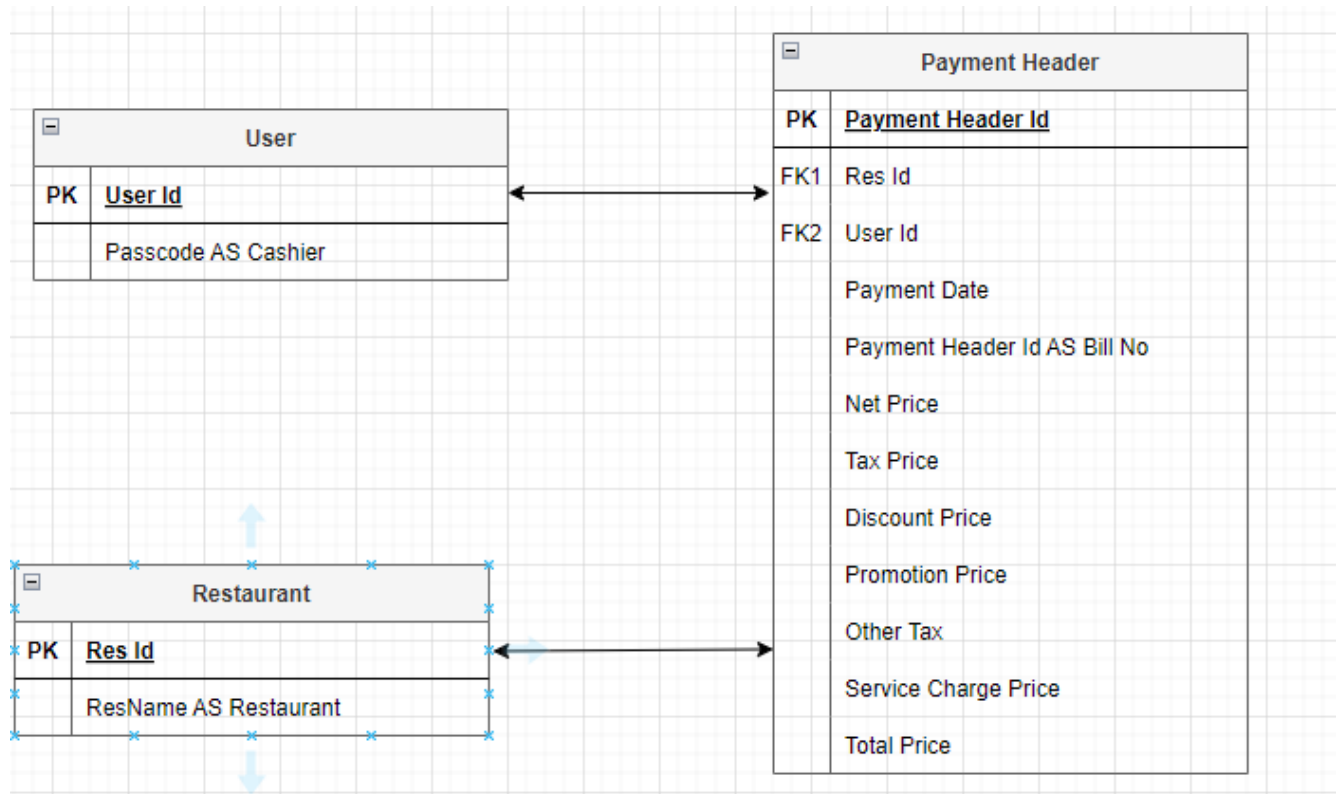 User
PK User Id
Passcode AS Cashier
Restaurant
PK Res Id
ResName AS Restaurant
Payment Header
PK Payment Header Id
FK1 Res Id
FK2 User Id
Payment Date
Payment Header Id AS Bill No
Net Price
Tax Price
Discount Price
Promotion Price
Other Tax
Service Charge Price
Total Price